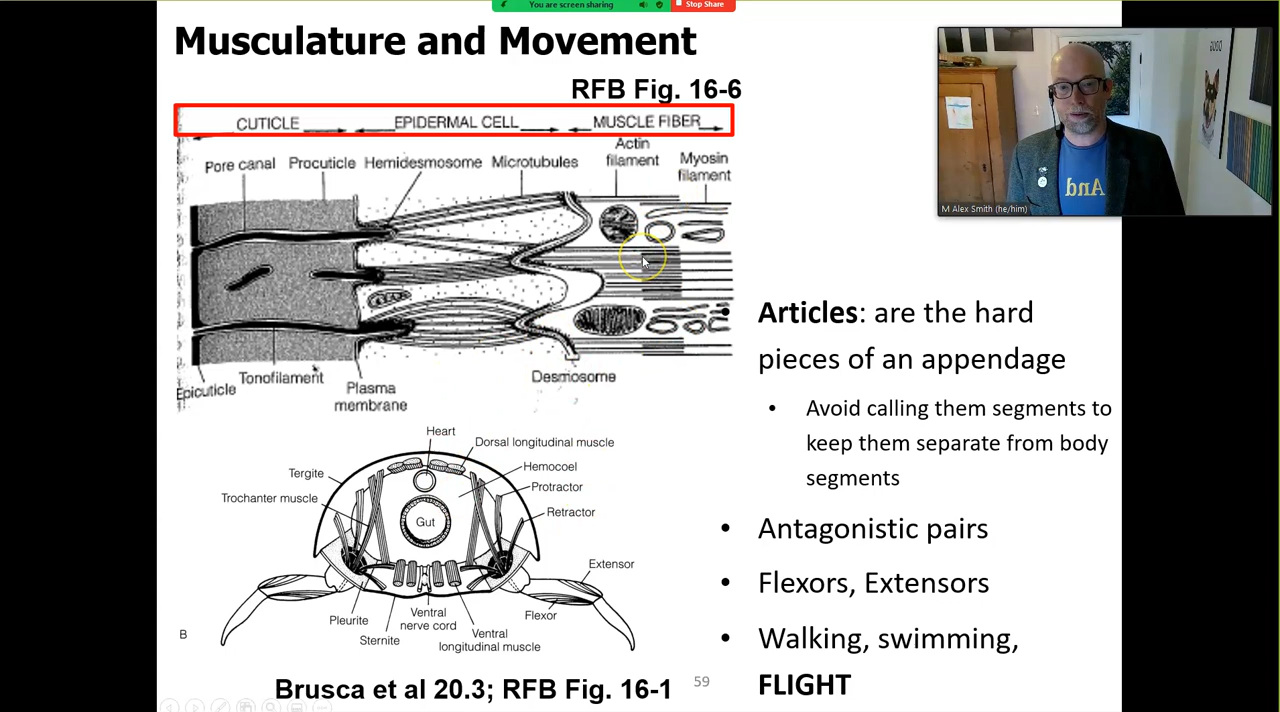 You are screen sharing
Stop Share
Musculature and Movement
RFB Fig. 16-6
CUTICLE EPIDERMAL CELL MUSCLE FIBER
Pore canal Procuticle Hemidesmosome Microtubules Actin filament Myosin filament
Epicuticle Tonofilament Plasma membrane Desmosome
M Alex Smith (he/him)
And
Articles: are the hard
pieces of an appendage
• Avoid calling them segments to
keep them separate from body
segments
• Antagonistic pairs
• Flexors, Extensors
• Walking, swimming,
FLIGHT
Heart
Dorsal longitudinal muscle
Tergite
Hemocoel
Trochanter muscle
Protractor
Retractor
Gut
Extensor
Pleurite
Ventral
nerve cord
Flexor
Sternite
Ventral
longitudinal muscle
B
Brusca et al 20.3; RFB Fig. 16-1
59